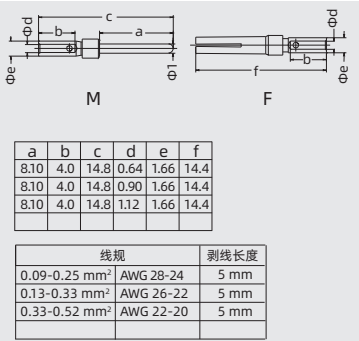 c
b
a
Φd
Φe
Φ1
M
Φd
Φe
b
f
F
a b c d e f
8.10 4.0 14.8 0.64 1.66 14.4
8.10 4.0 14.8 0.90 1.66 14.4
8.10 4.0 14.8 1.12 1.66 14.4
线规 剥线长度
0.09-0.25 mm² AWG 28-24 5 mm
0.13-0.33 mm² AWG 26-22 5 mm
0.33-0.52 mm² AWG 22-20 5 mm